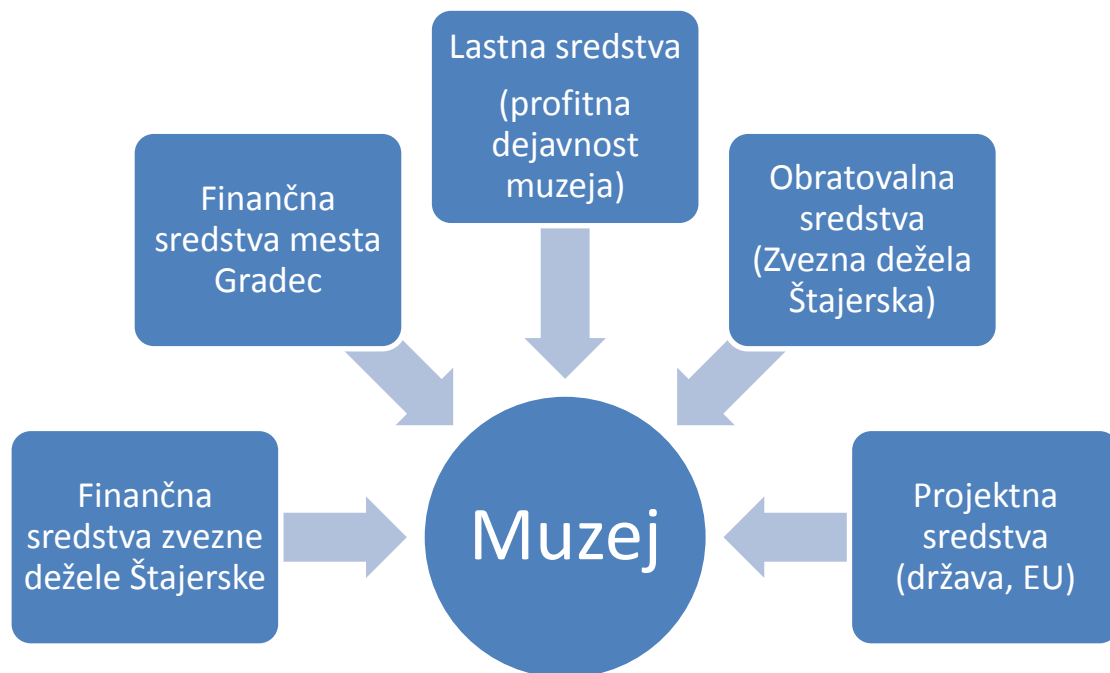 Lastna sredstva
(profitna
dejavnost
muzeja)
Finančna
sredstva mesta
Gradec
Obratovalna
sredstva
(Zvezna dežela
Štajerska)
Finančna
sredstva zvezne
dežele Štajerske
Muzej
Projektna
sredstva
(država, EU)